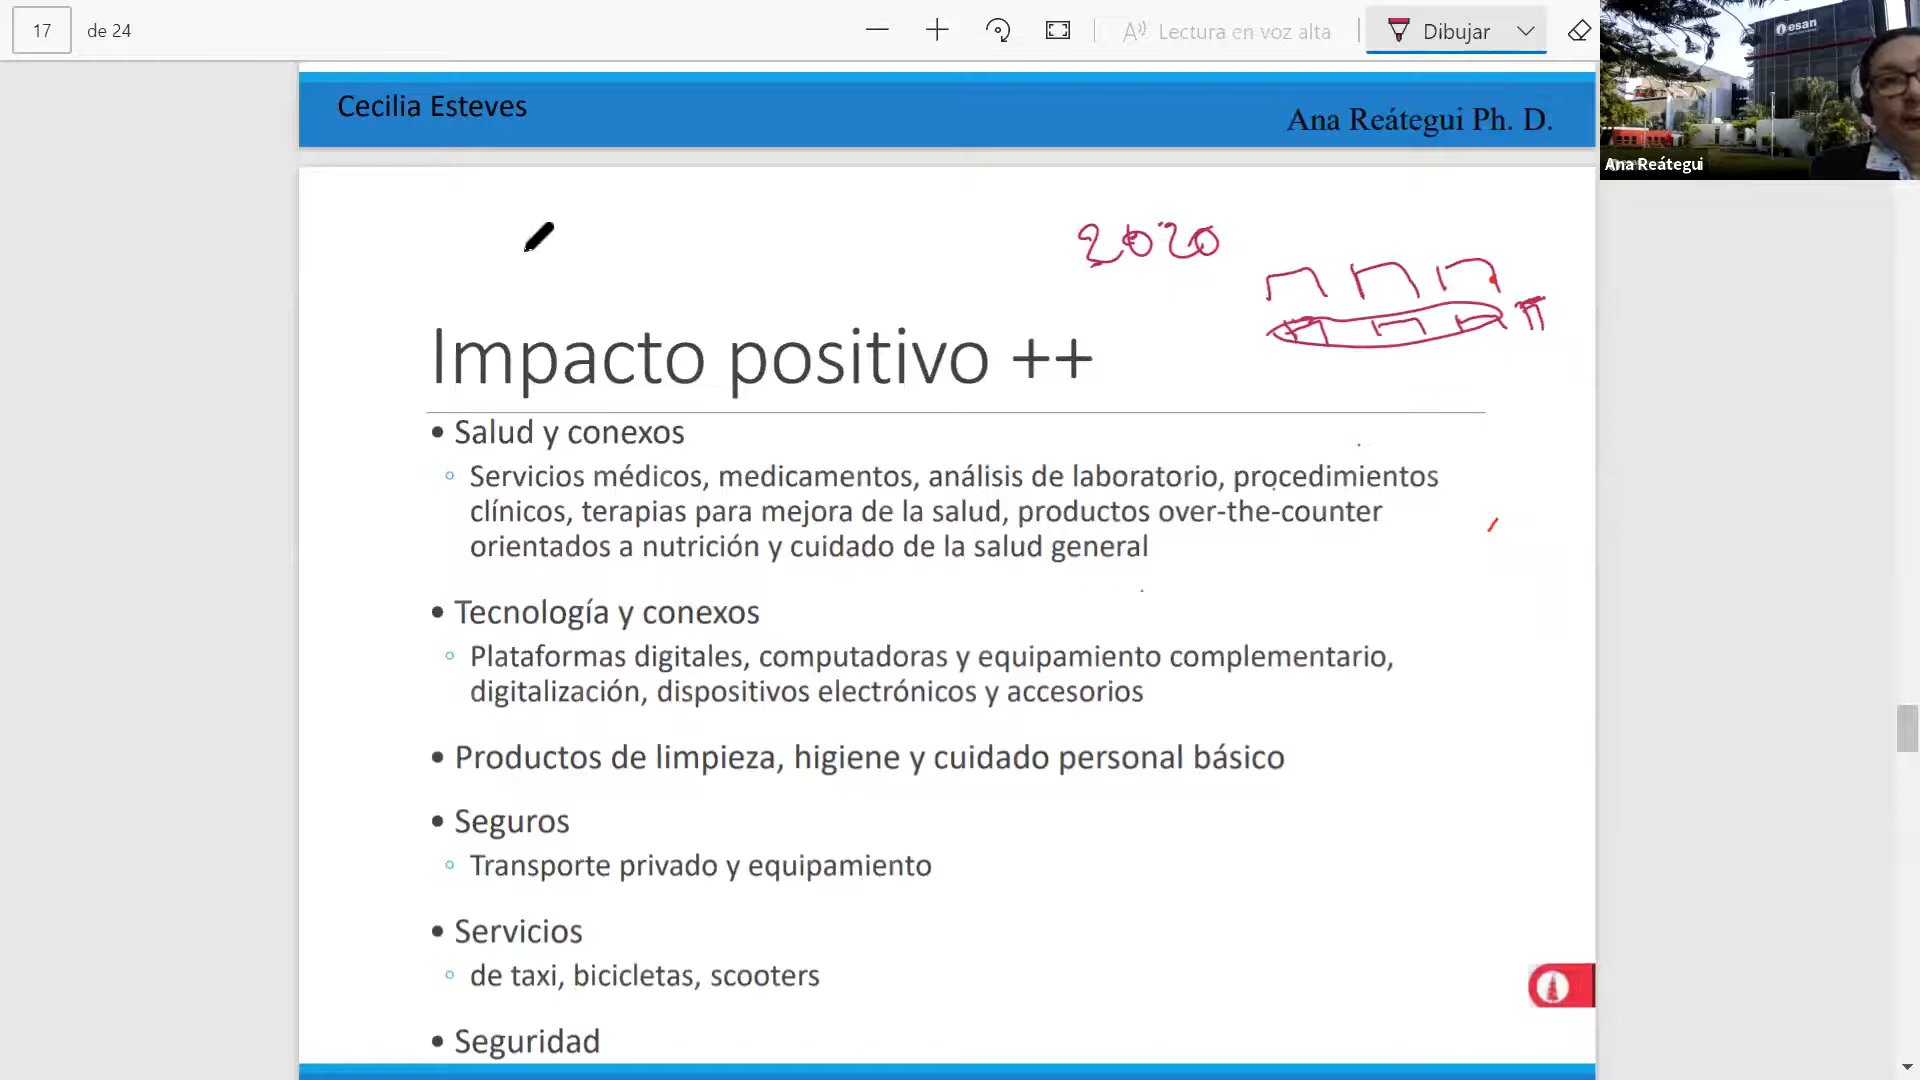 17 de 24 Lectura en voz alta Dibujar
esan
Cecilia Esteves
Ana Reátegui Ph. D.
Ana Reátegui
2020
Impacto positivo ++
• Salud y conexos
◦ Servicios médicos, medicamentos, análisis de laboratorio, procedimientos
clínicos, terapias para mejora de la salud, productos over-the-counter
orientados a nutrición y cuidado de la salud general
• Tecnología y conexos
◦ Plataformas digitales, computadoras y equipamiento complementario,
digitalización, dispositivos electrónicos y accesorios
• Productos de limpieza, higiene y cuidado personal básico
• Seguros
◦ Transporte privado y equipamiento
• Servicios
◦ de taxi, bicicletas, scooters
• Seguridad